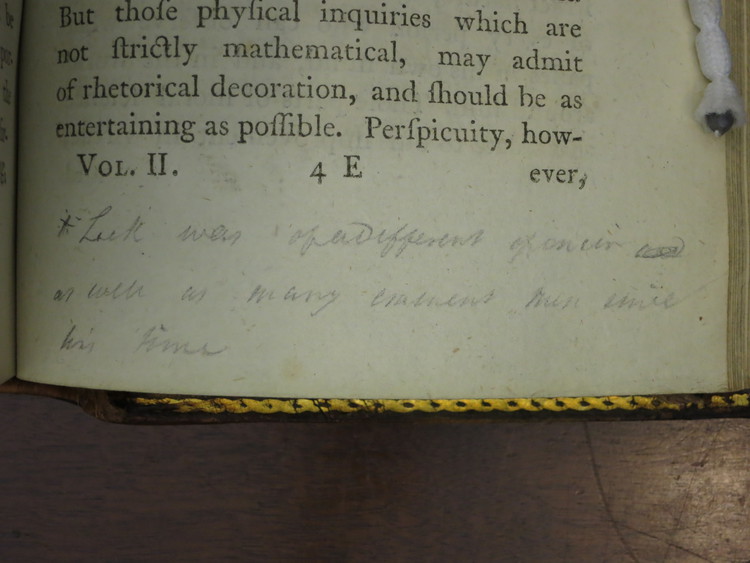 But thoſe phyſical inquiries which are
not ſtrictly mathematical, may admit
of rhetorical decoration, and ſhould be as
entertaining as poſſible. Perſpicuity, how-
VOL. II. 4 E ever,
* Lock was of a different opinion
as well as many eminent men since
his time